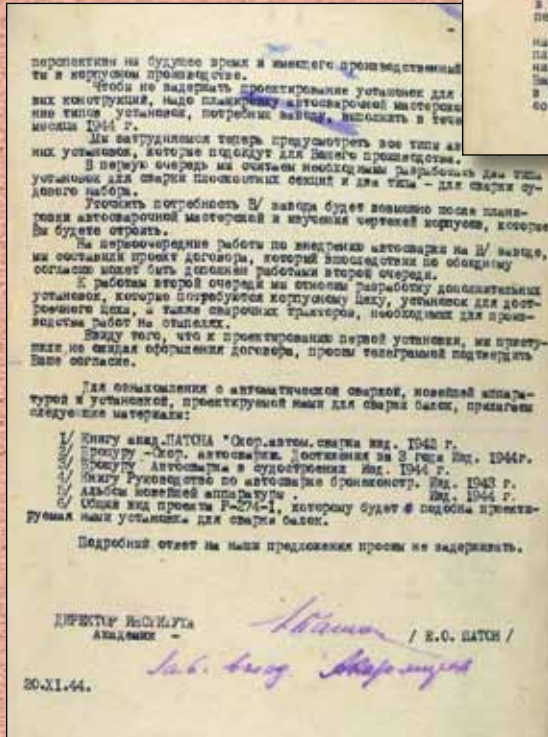 перспективы на будущее время и имеющего производственный
ты в корпусном производстве.
Чтобы не задержать проектирование установок для
вых конструкций, надо планировку автосварочной мастерской
ние типов установок, потребных заводу, выполнить в тече
месяца 1944 г.
Мы затрудняемся теперь предусмотреть все типы ав
ных установок, которые подойдут для Вашего производства.
В первую очередь мы считаем необходимым разработать два типа
установок для сварки плоскостных секций и два типа - для сварки су-
дового набора.
Уточнить потребность В/ завода будет возможно после плани-
ровки автосварочной мастерской и изучения чертежей корпусов, которые
Вы будете строить.
На первоочередные работы по внедрению автосварки на В/ заводе,
мы составили проект договора, который впоследствии по обоюдному
согласию может быть дополнен работами второй очереди.
К работам второй очереди мы относим разработку дополнительных
установок, которые потребуются корпусному цеху, установок для дост-
роечного цеха, а также сварочных тракторов, необходимых для произ-
водства работ на стапелях.
Ввиду того, что к проектированию первой установки, мы присту-
пили не ожидая оформления договора, просим телеграммой подтвердить
Ваше согласие.
Для ознакомления с автоматической сваркой, новейшей аппара-
турой и установкой, проектируемой нами для сварки балок, прилагаем
следующие материалы:
1/ Книгу акад.ПАТОНА "Скор.автом.сварка изд. 1942 г.
2/ Брошуру -Скор. автосварки. Достижения за 3 года Изд. 1944г.
3/ Брошуру Автосварка в судостроении Изд. 1944 г.
4/ Книгу Руководство по автосварке бронеконстр. Изд. 1943 г.
5/ Альбом новейшей аппаратуры . Изд. 1944 г.
6/ Общий вид проекта Р-274-I, которому будет подобна проекти-
руемая нами установка для сварки балок.
Подробный ответ на наши предложения просим не задерживать.
ДИРЕКТОР ИНСТИТУТА
Академик -
/ Е.О. ПАТОН /
20.XI.44.